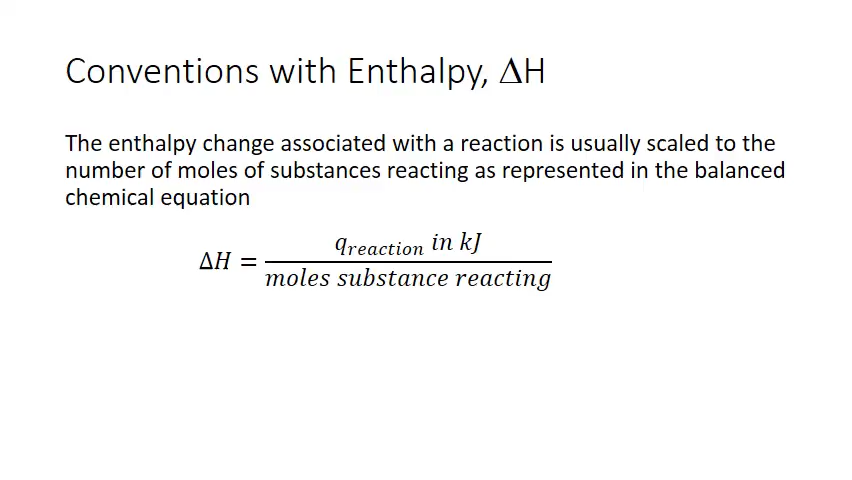 Conventions with Enthalpy, ΔH
The enthalpy change associated with a reaction is usually scaled to the
number of moles of substances reacting as represented in the balanced
chemical equation
ΔH = q_reaction in kJ / moles substance reacting